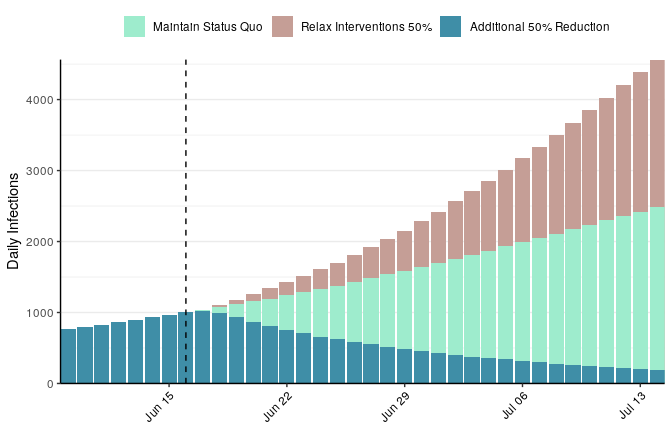 Maintain Status Quo Relax Interventions 50% Additional 50% Reduction
Daily Infections
4000
3000
2000
1000
0
Jun 15 Jun 22 Jun 29 Jul 06 Jul 13